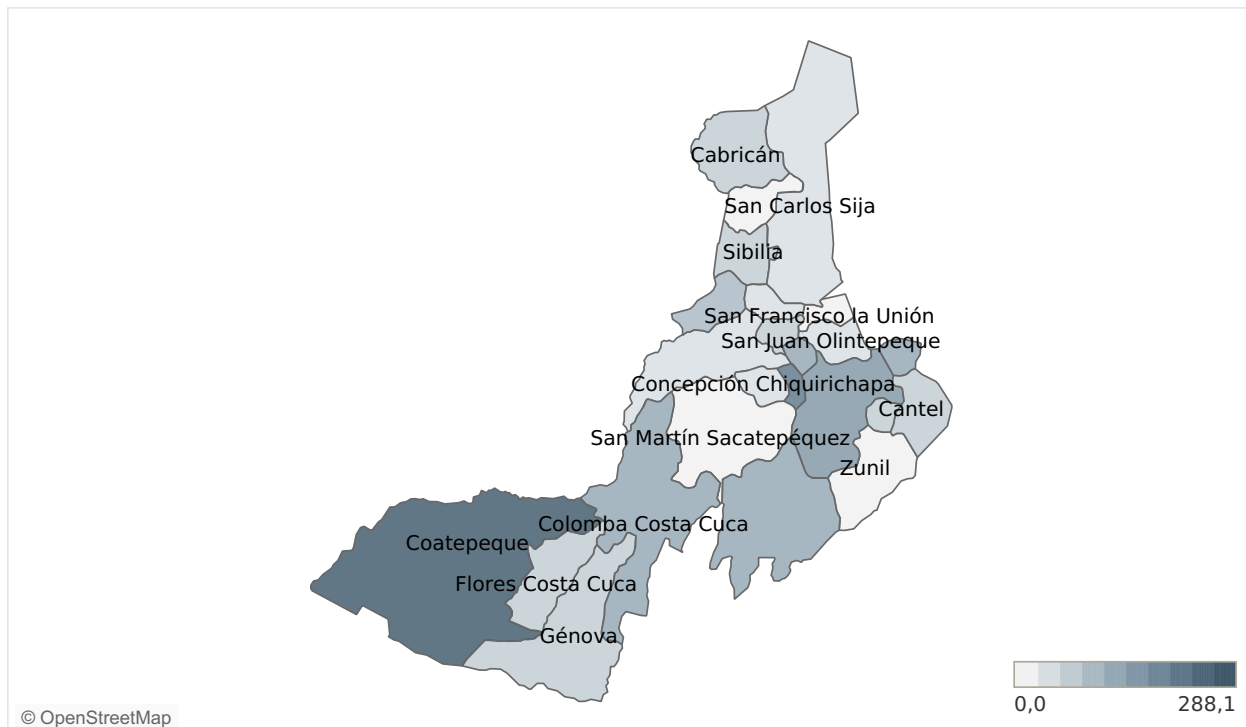 Cabricán
San Carlos Sija
Sibilia
San Francisco la Unión
San Juan Olintepeque
Concepción Chiquirichapa
Cantel
San Martín Sacatepéquez
Zunil
Colomba Costa Cuca
Coatepeque
Flores Costa Cuca
Génova
0,0
288,1
© OpenStreetMap